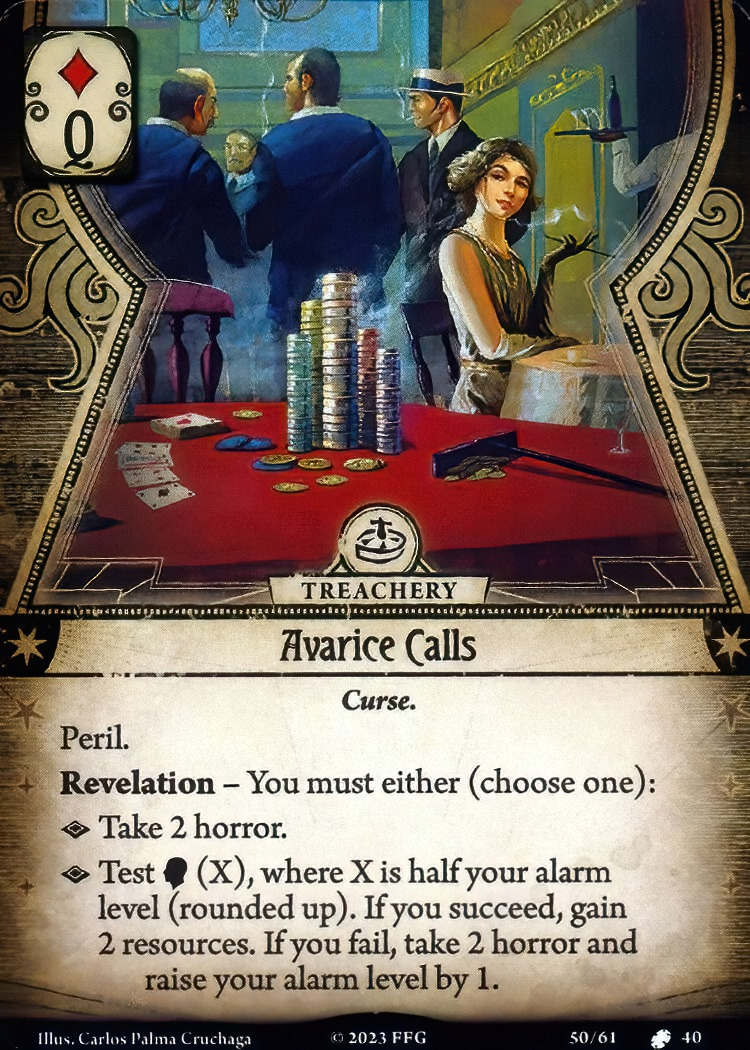 Q
TREACHERY
Avarice Calls
Curse.
Peril.
Revelation – You must either (choose one):
Take 2 horror.
Test (X), where X is half your alarm
level (rounded up). If you succeed, gain
2 resources. If you fail, take 2 horror and
raise your alarm level by 1.
Illus. Carlos Palma Cruchaga
© 2023 FFG
50/61
40